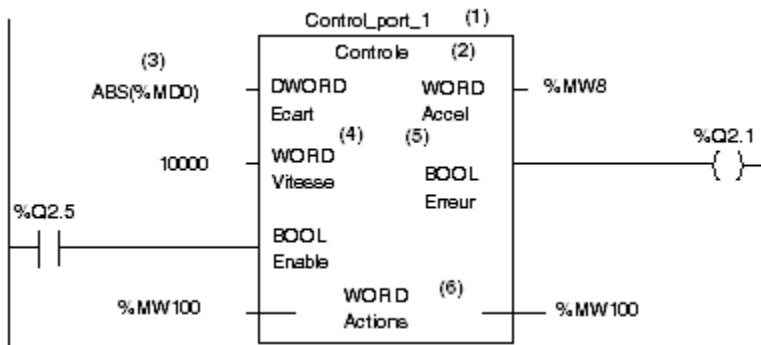 Control_port_1 (1)
Controle (2)
(3)
ABS(%MD0)
DWORD
Ecart
WORD
Accel
%MW8
(4)
(5)
10000
WORD
Vitesse
BOOL
Erreur
%Q2.1
%Q2.5
BOOL
Enable
%MW100
WORD (6)
Actions
%MW100